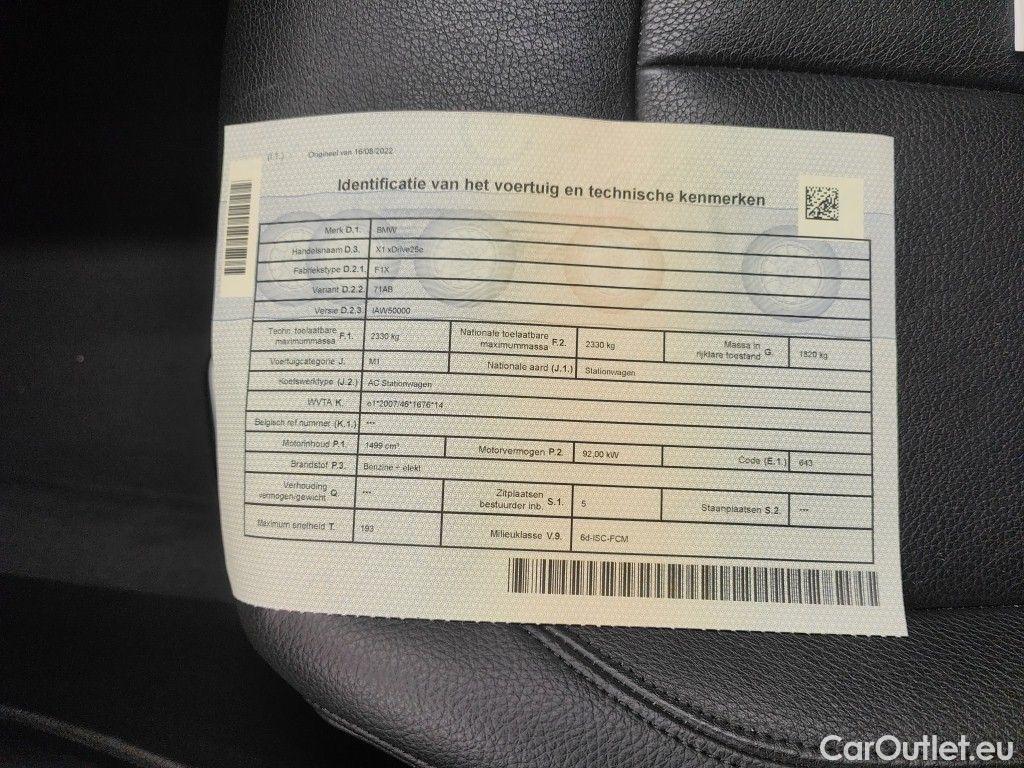 (I.1.) Origineel van 16/08/2022
Identificatie van het voertuig en technische kenmerken
Merk D.1. BMW
Handelsnaam D.3. X1 xDrive25e
Fabriekstype D.2.1. F1X
Variant D.2.2. 71AB
Versie D.2.3. IAW50000
Techn. toelaatbare maximummassa F.1. 2330 kg Nationale toelaatbare maximummassa F.2. 2330 kg Massa in rijklare toestand G. 1820 kg
Voertuigcategorie J. M1 Nationale aard (J.1.) Stationwagen
Koetswerktype (J.2.) AC Stationwagen
WVTA K. e1*2007/46*1676*14
Belgisch ref.nummer (K.1.) ---
Motorinhoud P.1. 1499 cm³ Motorvermogen P.2. 92,00 kW Code (E.1.) 643
Brandstof P.3. Benzine + elekt
Verhouding vermogen/gewicht Q. --- Zitplaatsen bestuurder inb. S.1. 5 Staanplaatsen S.2. ---
Maximum snelheid T. 193 Milieuklasse V.9. 6d-ISC-FCM
CarOutlet.eu